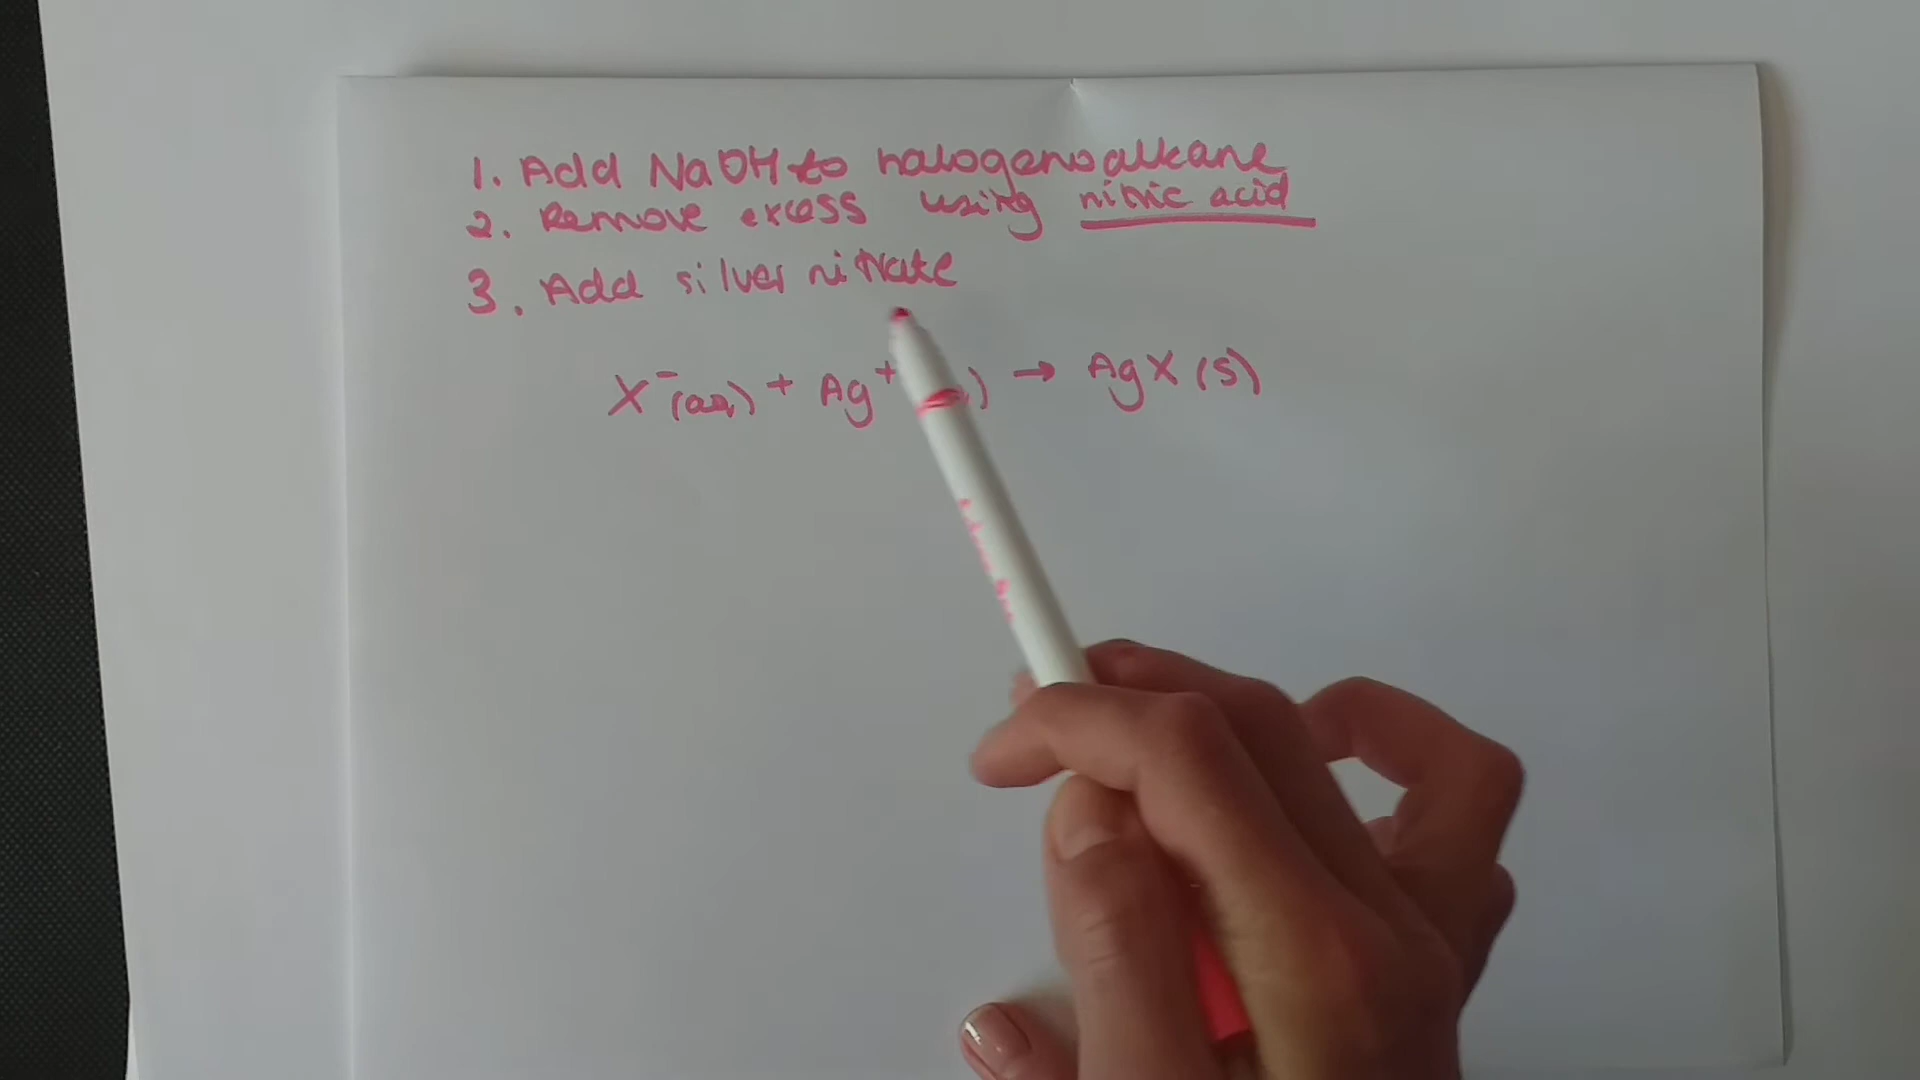 1. Add NaOH to halogenoalkane
2. Remove excess using nitric acid
3. Add silver nitrate
X⁻(aq) + Ag⁺ ) → AgX (s)